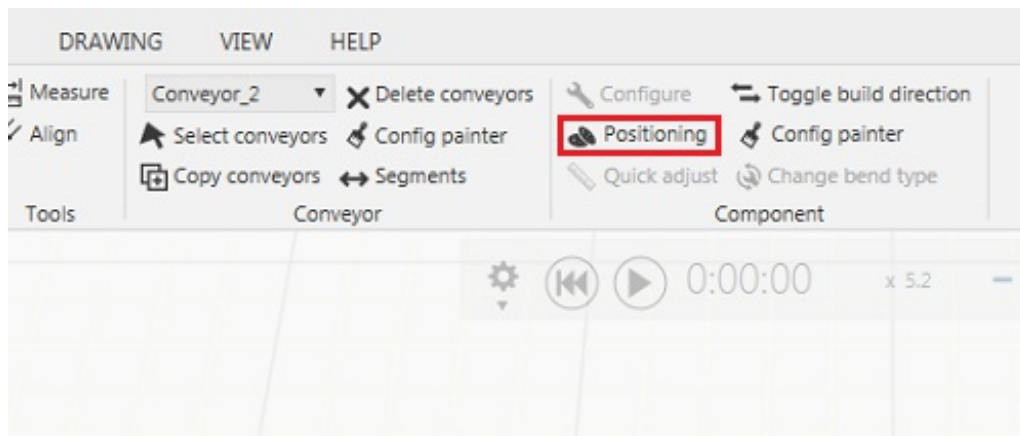 DRAWING VIEW HELP
Measure Conveyor_2 Delete conveyors Configure Toggle build direction
Align Select conveyors Config painter Positioning Config painter
Copy conveyors Segments Quick adjust Change bend type
Tools Conveyor Component
0:00:00 x 5.2